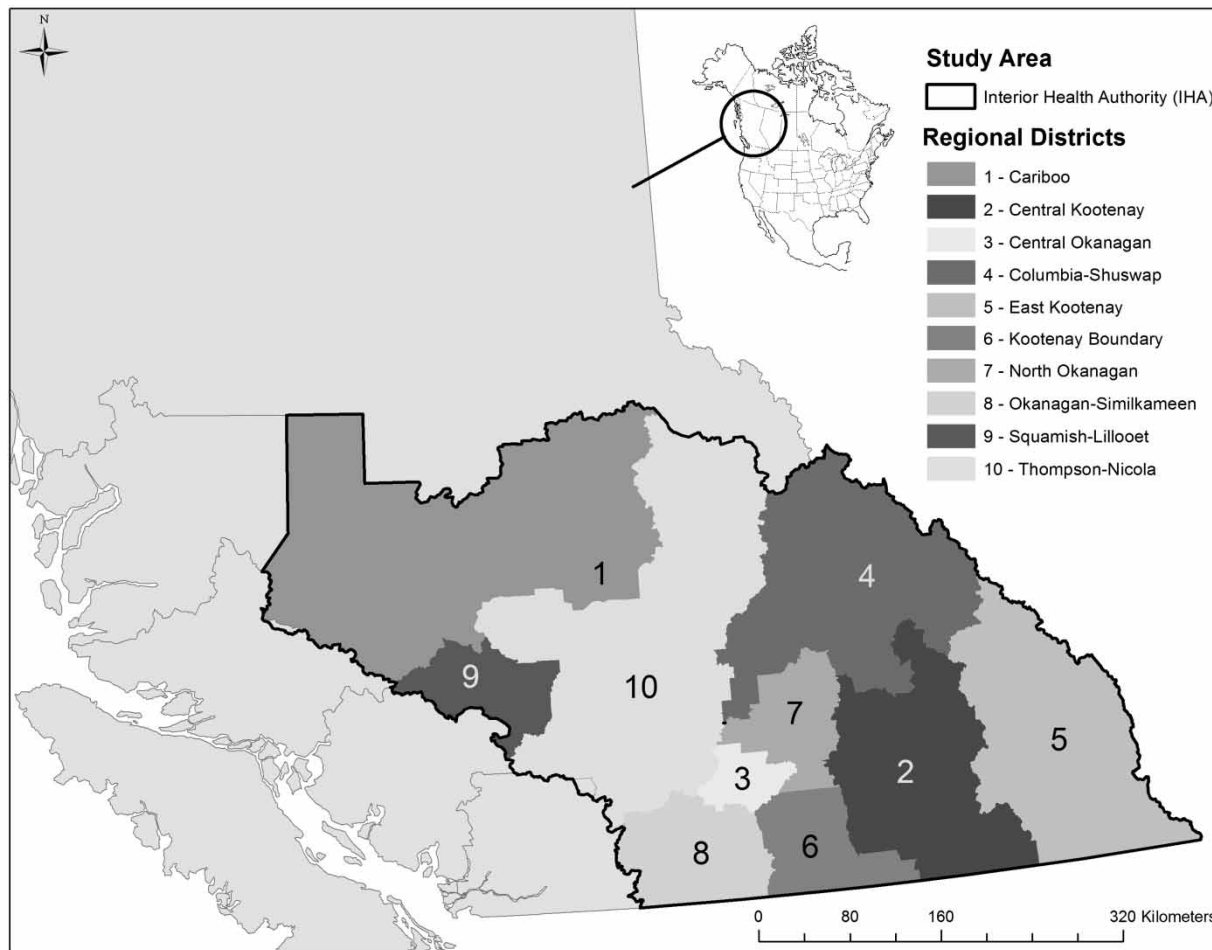 N
Study Area
Interior Health Authority (IHA)
Regional Districts
1 - Cariboo
2 - Central Kootenay
3 - Central Okanagan
4 - Columbia-Shuswap
5 - East Kootenay
6 - Kootenay Boundary
7 - North Okanagan
8 - Okanagan-Similkameen
9 - Squamish-Lillooet
10 - Thompson-Nicola
1
4
9
10
7
5
3
2
8
6
0 80 160 320 Kilometers